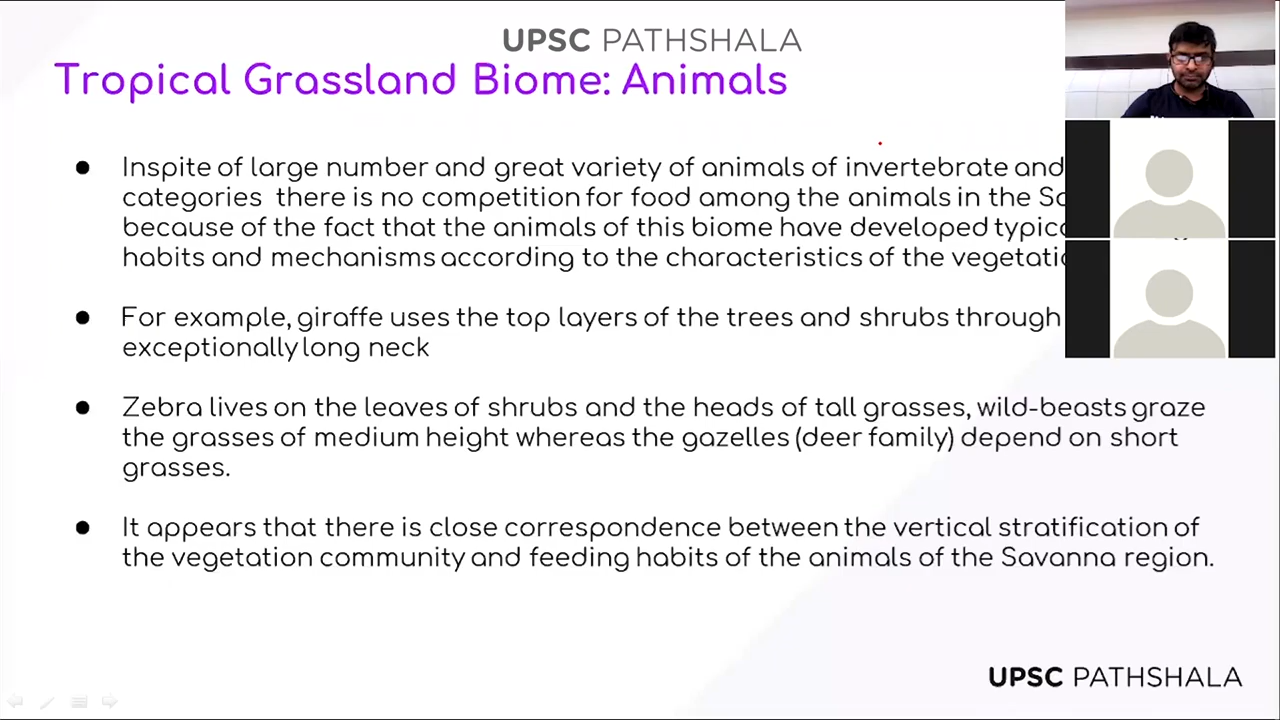 UPSC PATHSHALA
Tropical Grassland Biome: Animals
● Inspite of large number and great variety of animals of invertebrate and
categories there is no competition for food among the animals in the
because of the fact that the animals of this biome have developed
habits and mechanisms according to the characteristics of the
● For example, giraffe uses the top layers of the trees and shrubs through
exceptionally long neck
● Zebra lives on the leaves of shrubs and the heads of tall grasses, wild-beasts graze
the grasses of medium height whereas the gazelles (deer family) depend on short
grasses.
● It appears that there is close correspondence between the vertical stratification of
the vegetation community and feeding habits of the animals of the Savanna region.
UPSC PATHSHALA